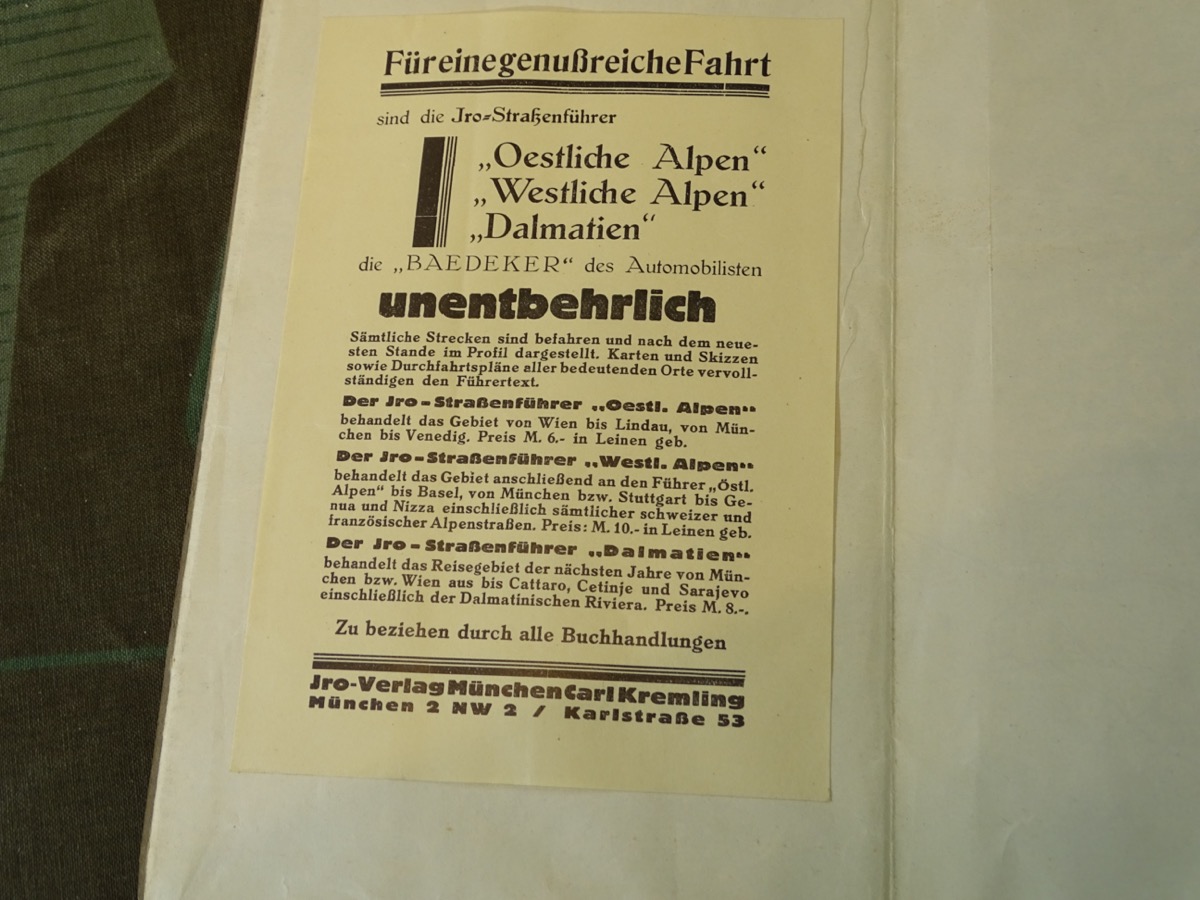 Für eine genußreiche Fahrt
sind die Jro-Straßenführer
„Oestliche Alpen“
„Westliche Alpen“
„Dalmatien“
die „BAEDEKER“ des Automobilisten
unentbehrlich
Sämtliche Strecken sind befahren und nach dem neue-
sten Stande im Profil dargestellt. Karten und Skizzen
sowie Durchfahrtspläne aller bedeutenden Orte vervoll-
ständigen den Führertext.
Der Jro-Straßenführer „Oestl. Alpen“
behandelt das Gebiet von Wien bis Lindau, von Mün-
chen bis Venedig. Preis M. 6.- in Leinen geb.
Der Jro-Straßenführer „Westl. Alpen“
behandelt das Gebiet anschließend an den Führer „Östl.
Alpen“ bis Basel, von München bzw. Stuttgart bis Ge-
nua und Nizza einschließlich sämtlicher schweizer und
französischer Alpenstraßen. Preis: M. 10.- in Leinen geb.
Der Jro-Straßenführer „Dalmatien“
behandelt das Reisegebiet der nächsten Jahre von Mün-
chen bzw. Wien aus bis Cattaro, Cetinje und Sarajevo
einschließlich der Dalmatinischen Riviera. Preis M. 8.-.
Zu beziehen durch alle Buchhandlungen
Jro-Verlag München Carl Kremling
München 2 NW 2 / Karlstraße 53